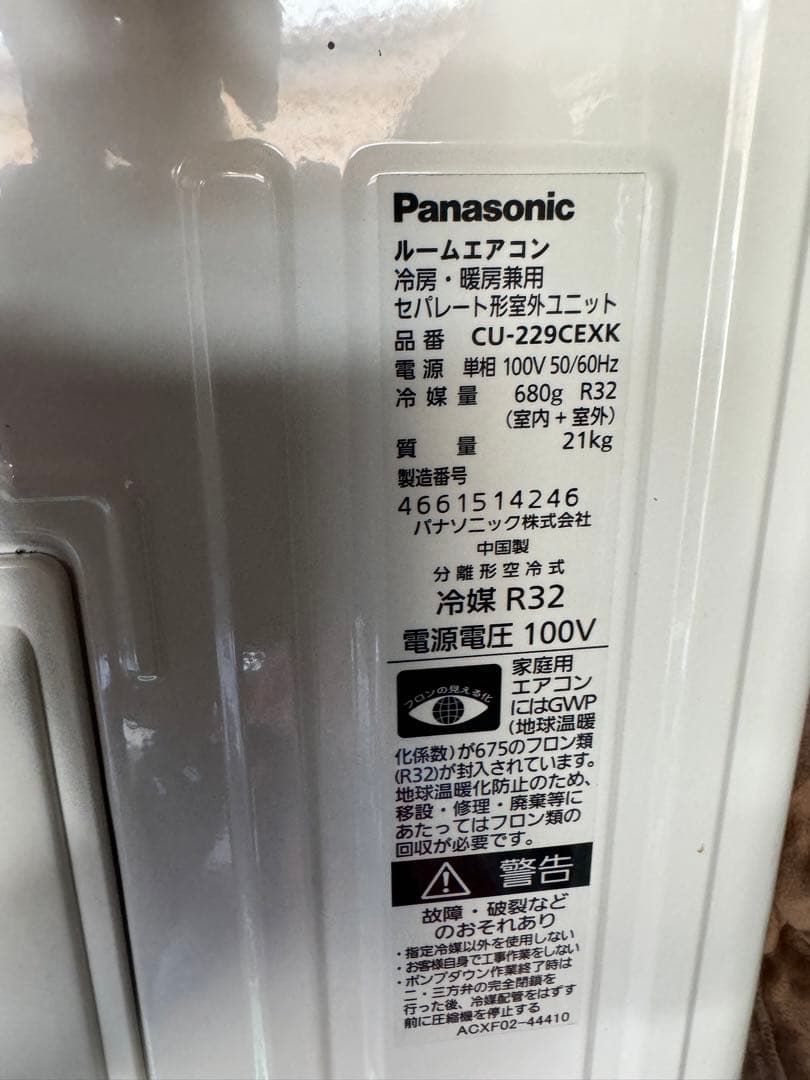 Panasonic
ルームエアコン
冷房・暖房兼用
セパレート形室外ユニット
品番 CU-229CEXK
電源 単相 100V 50/60Hz
冷媒量 680g R32
(室内+室外)
質量 21kg
製造番号
4661514246
パナソニック株式会社
中国製
分離形空冷式
冷媒 R32
電源電圧 100V
フロンの見える化
家庭用
エアコン
にはGWP
(地球温暖
化係数)が675のフロン類
(R32)が封入されています。
地球温暖化防止のため、
移設・修理・廃棄等に
あたってはフロン類の
回収が必要です。
警告
故障・破裂など
のおそれあり
・指定冷媒以外を使用しない
・お客様自身で工事作業をしない
・ポンプダウン作業終了時は
二・三方弁の完全閉鎖を
行った後、冷媒配管をはずす
前に圧縮機を停止する
ACXF02-44410